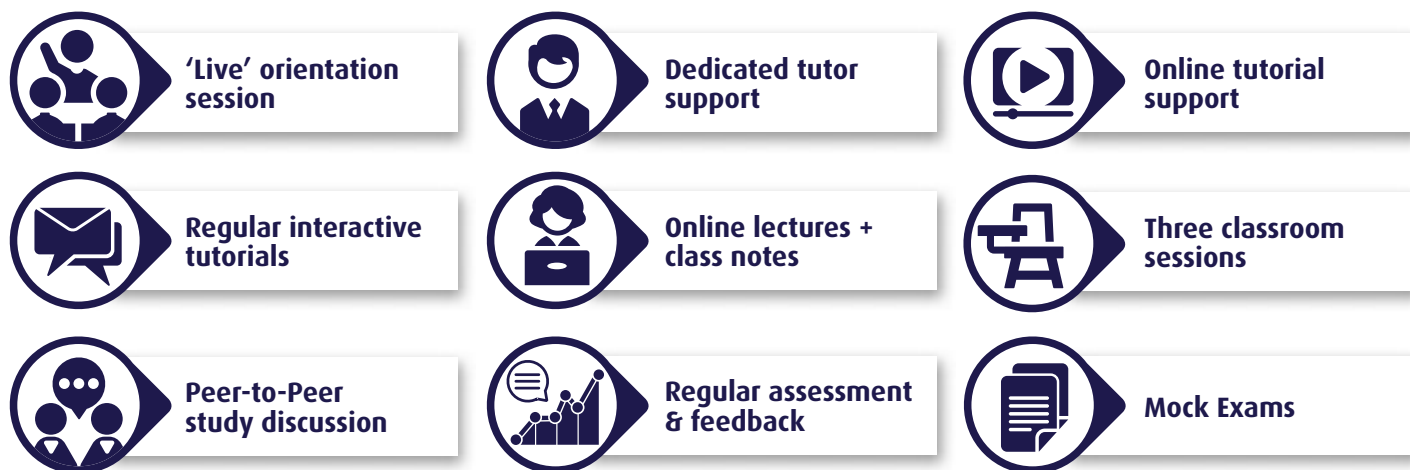 ‘Live’ orientation
session
Dedicated tutor
support
Online tutorial
support
Regular interactive
tutorials
Online lectures +
class notes
Three classroom
sessions
Peer-to-Peer
study discussion
Regular assessment
& feedback
Mock Exams